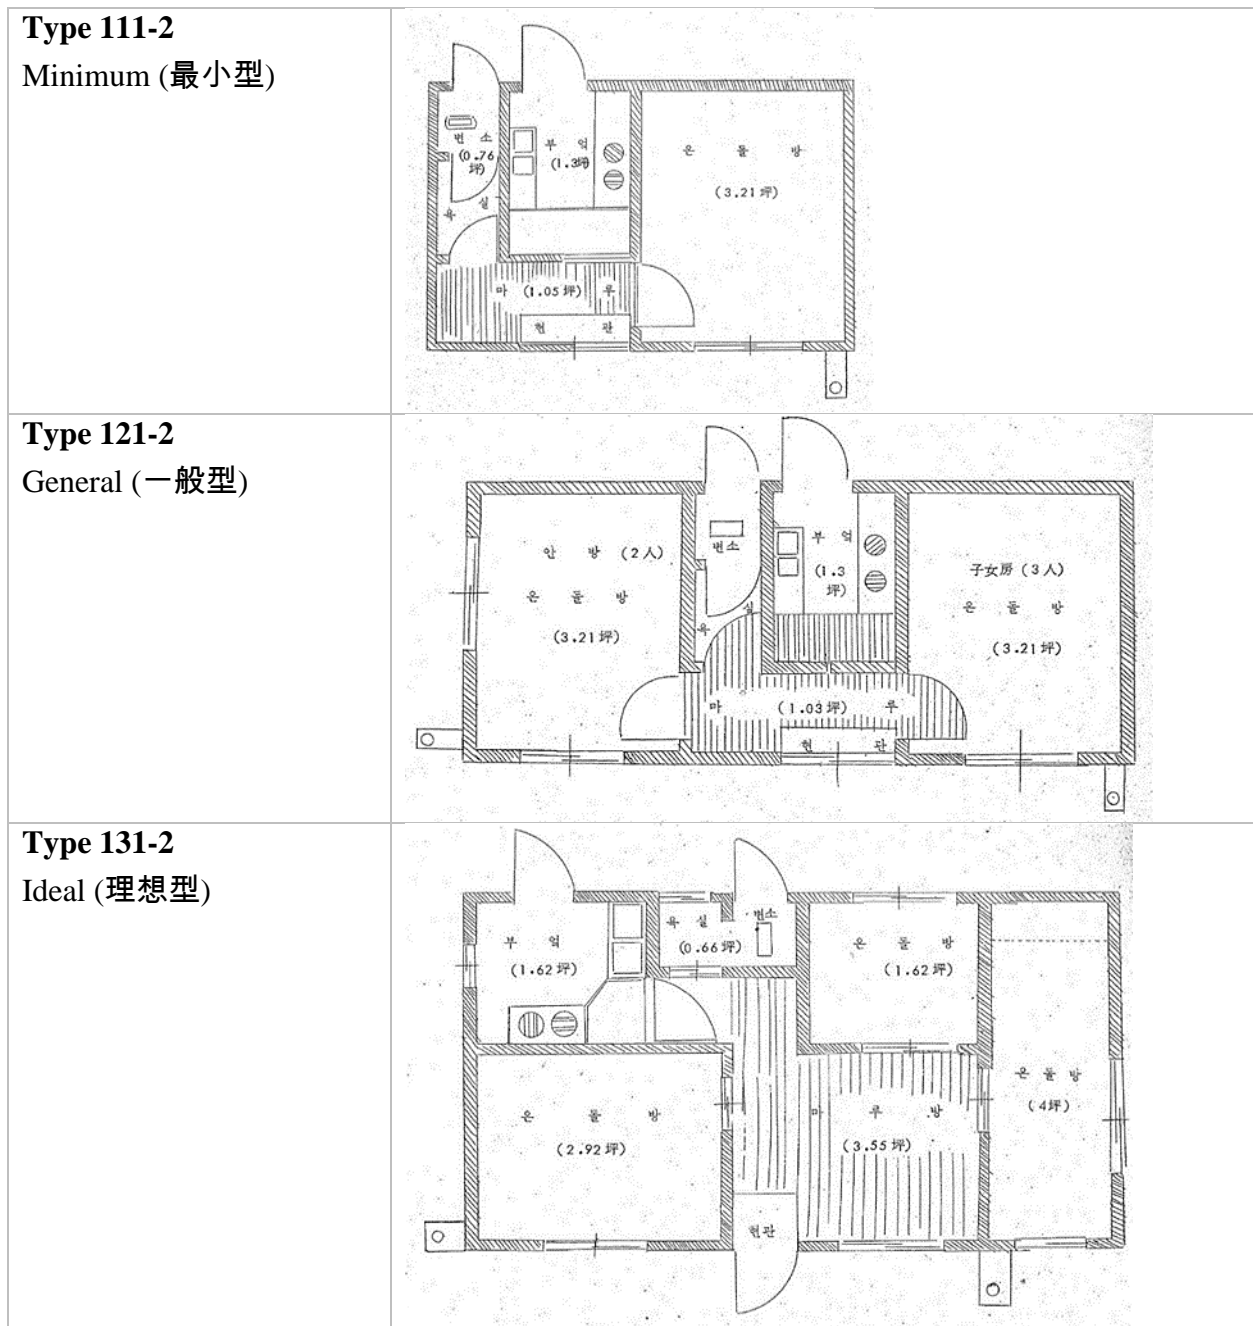 Type 111-2
Minimum (最小型)
변 소
(0.76
坪)
욕 실
부 엌
(1.3坪)
온 돌 방
(3.21坪)
마 (1.05坪) 루
현 관
Type 121-2
General (一般型)
안 방 (2人)
온 돌 방
(3.21坪)
변소
욕 실
부 엌
(1.3
坪)
子女房 (3人)
온 돌 방
(3.21坪)
마 (1.03坪) 루
현 관
Type 131-2
Ideal (理想型)
부 엌
(1.62坪)
욕 실
변소
(0.66坪)
온 돌 방
(1.62坪)
온 돌 방
(2.92坪)
마 루 방
(3.55坪)
온 돌 방
(4坪)
현관